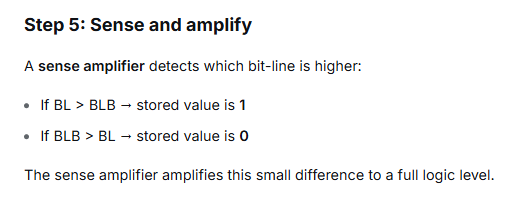 Step 5: Sense and amplify
A sense amplifier detects which bit-line is higher:
• If BL > BLB → stored value is 1
• If BLB > BL → stored value is 0
The sense amplifier amplifies this small difference to a full logic level.